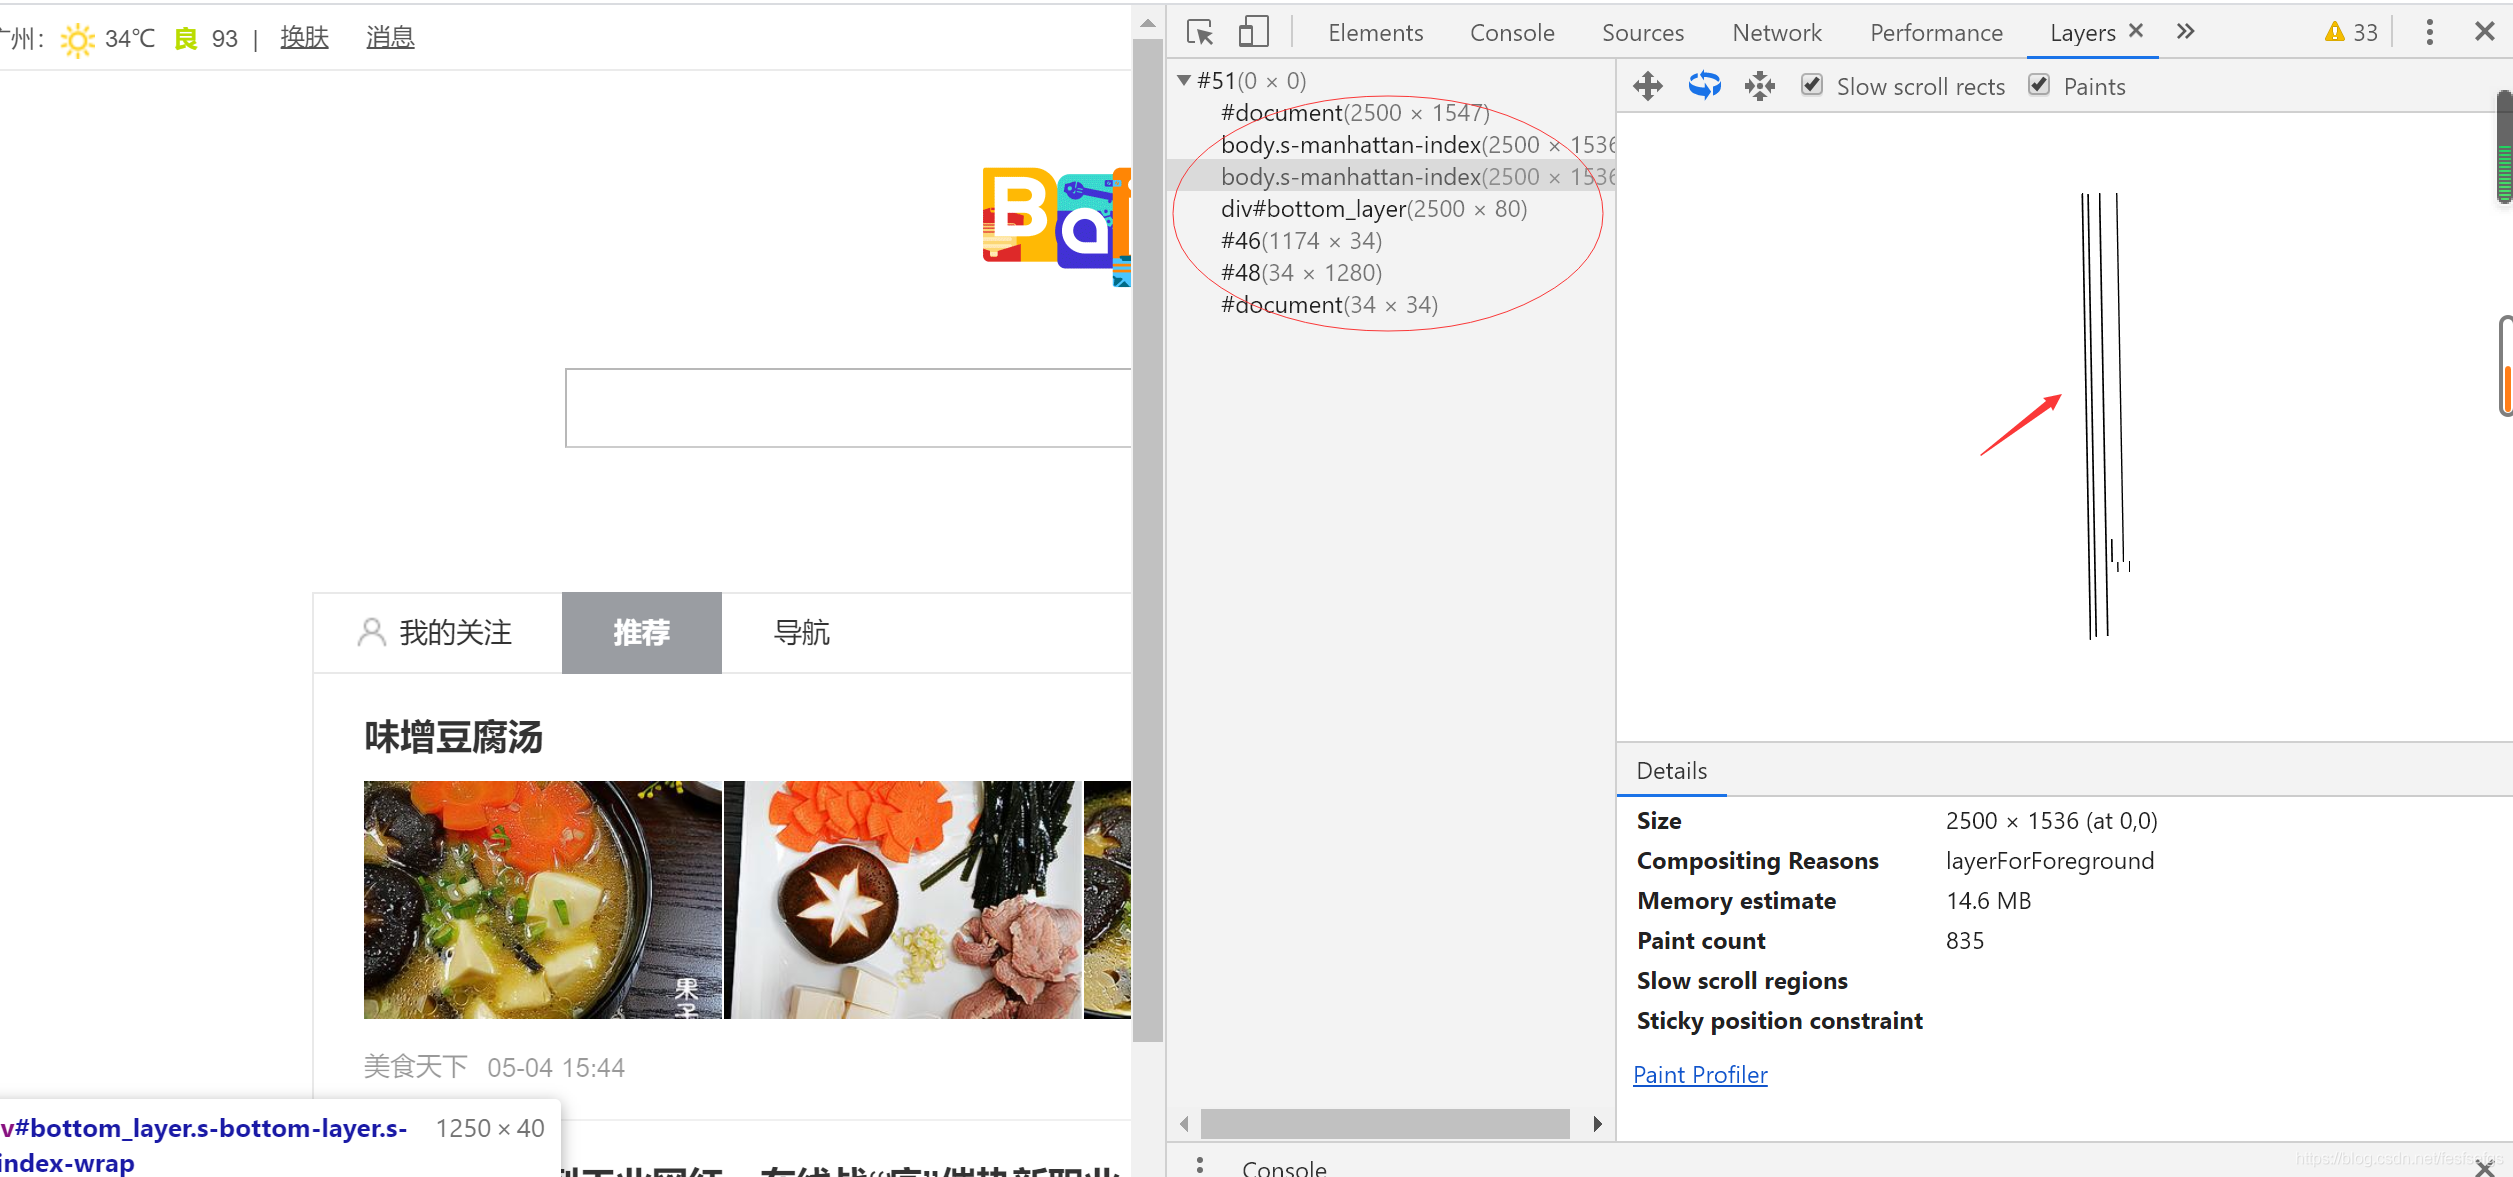 广州： 34℃ 良 93 | 换肤 消息
Bai
我的关注 推荐 导航
味增豆腐汤
果
美食天下 05-04 15:44
v#bottom_layer.s-bottom-layer.s- 1250 × 40
index-wrap
Elements Console Sources Network Performance Layers 33
#51(0 × 0)
#document(2500 × 1547)
body.s-manhattan-index(2500 × 1536
body.s-manhattan-index(2500 × 1536
div#bottom_layer(2500 × 80)
#46(1174 × 34)
#48(34 × 1280)
#document(34 × 34)
Slow scroll rects Paints
Details
Size 2500 × 1536 (at 0,0)
Compositing Reasons layerForForeground
Memory estimate 14.6 MB
Paint count 835
Slow scroll regions
Sticky position constraint
Paint Profiler
Console